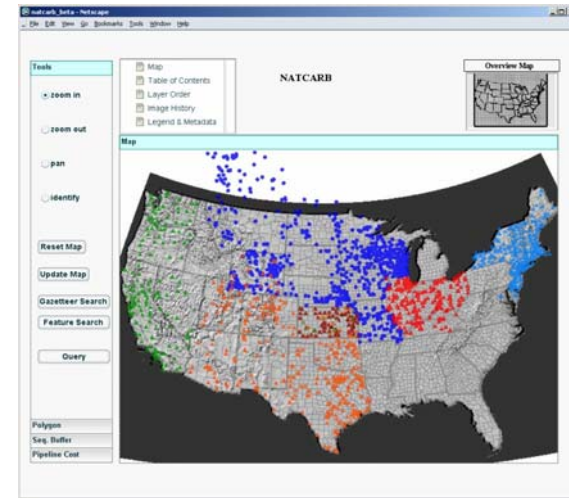 natcarb_beta - Netscape
File Edit View Go Bookmarks Tools Window Help
Tools
zoom in
zoom out
pan
identify
Reset Map
Update Map
Gazetteer Search
Feature Search
Query
Polygon
Seq. Buffer
Pipeline Cost
Map
Table of Contents
Layer Order
Image History
Legend & Metadata
NATCARB
Overview Map
Map